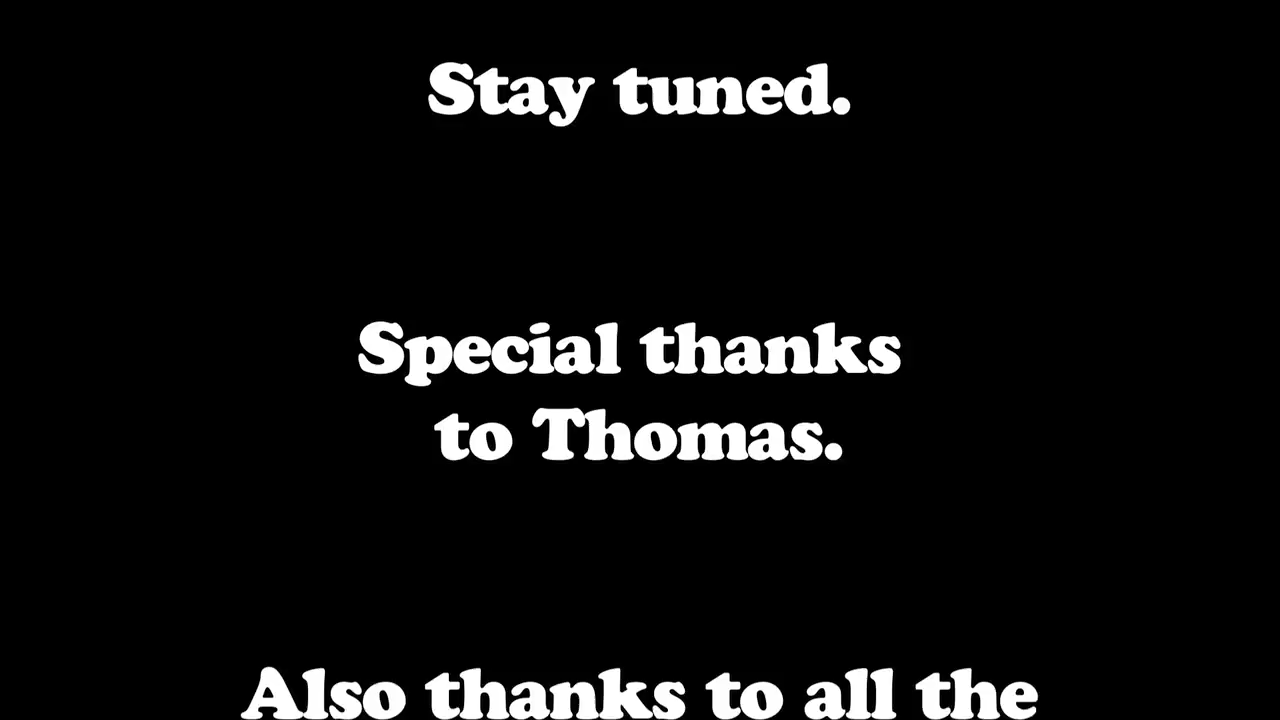 Stay tuned.
Special thanks
to Thomas.
Also thanks to all the